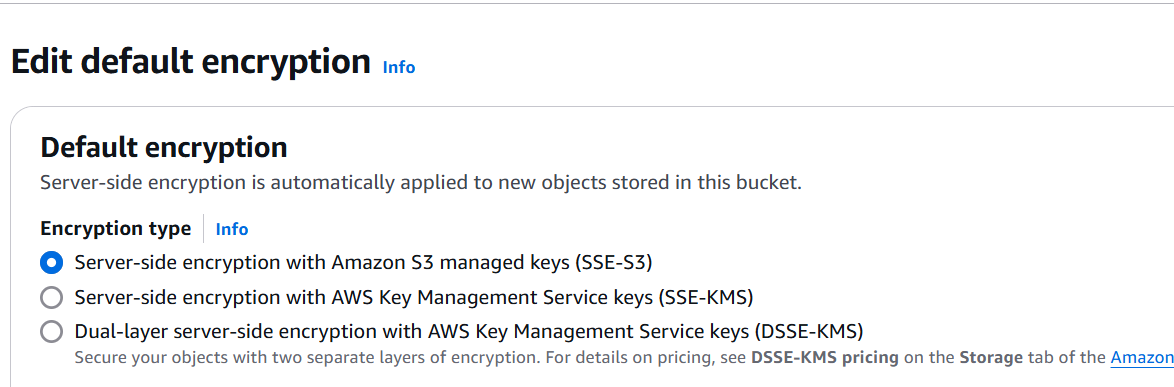 Edit default encryption Info
Default encryption
Server-side encryption is automatically applied to new objects stored in this bucket.
Encryption type Info
Server-side encryption with Amazon S3 managed keys (SSE-S3)
Server-side encryption with AWS Key Management Service keys (SSE-KMS)
Dual-layer server-side encryption with AWS Key Management Service keys (DSSE-KMS)
Secure your objects with two separate layers of encryption. For details on pricing, see DSSE-KMS pricing on the Storage tab of the Amazon